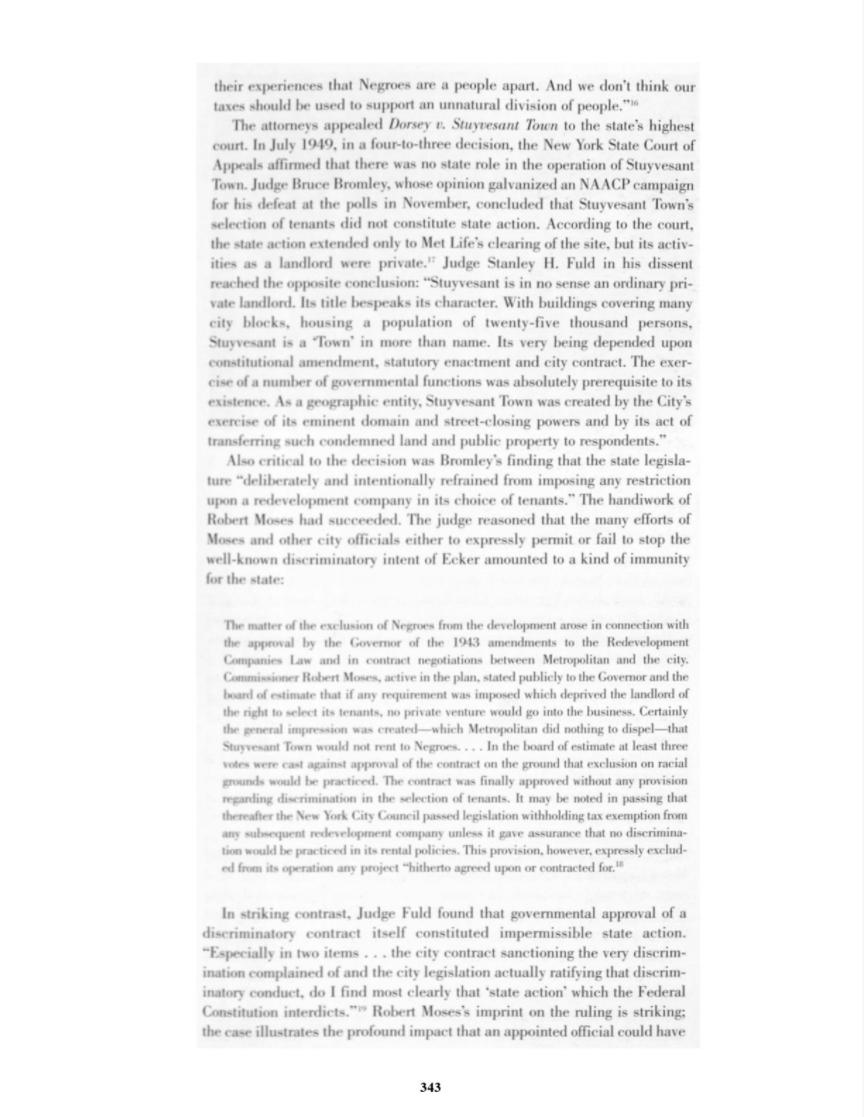 their experiences that Negroes are a people apart. And we don't think our
taxes should be used to support an unnatural division of people."16
The attorneys appealed Dorsey v. Stuyvesant Town to the state's highest
court. In July 1949, in a four-to-three decision, the New York State Court of
Appeals affirmed that there was no state role in the operation of Stuyvesant
Town. Judge Bruce Bromley, whose opinion galvanized an NAACP campaign
for his defeat at the polls in November, concluded that Stuyvesant Town's
selection of tenants did not constitute state action. According to the court,
the state action extended only to Met Life's clearing of the site, but its activ-
ities as a landlord were private.17 Judge Stanley H. Fuld in his dissent
reached the opposite conclusion: "Stuyvesant is in no sense an ordinary pri-
vate landlord. Its title bespeaks its character. With buildings covering many
city blocks, housing a population of twenty-five thousand persons,
Stuyvesant is a 'Town' in more than name. Its very being depended upon
constitutional amendment, statutory enactment and city contract. The exer-
cise of a number of governmental functions was absolutely prerequisite to its
existence. As a geographic entity, Stuyvesant Town was created by the City's
exercise of its eminent domain and street-closing powers and by its act of
transferring such condemned land and public property to respondents."
Also critical to the decision was Bromley's finding that the state legisla-
ture "deliberately and intentionally refrained from imposing any restriction
upon a redevelopment company in its choice of tenants." The handiwork of
Robert Moses had succeeded. The judge reasoned that the many efforts of
Moses and other city officials either to expressly permit or fail to stop the
well-known discriminatory intent of Ecker amounted to a kind of immunity
for the state:
The matter of the exclusion of Negroes from the development arose in connection with
the approval by the Governor of the 1943 amendments to the Redevelopment
Companies Law and in contract negotiations between Metropolitan and the city.
Commissioner Robert Moses, active in the plan, stated publicly to the Governor and the
board of estimate that if any requirement was imposed which deprived the landlord of
the right to select its tenants, no private venture would go into the business. Certainly
the general impression was created—which Metropolitan did nothing to dispel—that
Stuyvesant Town would not rent to Negroes. . . . In the board of estimate at least three
votes were cast against approval of the contract on the ground that exclusion on racial
grounds would be practiced. The contract was finally approved without any provision
regarding discrimination in the selection of tenants. It may be noted in passing that
thereafter the New York City Council passed legislation withholding tax exemption from
any subsequent redevelopment company unless it gave assurance that no discrimina-
tion would be practiced in its rental policies. This provision, however, expressly exclud-
ed from its operation any project "hitherto agreed upon or contracted for.18
In striking contrast, Judge Fuld found that governmental approval of a
discriminatory contract itself constituted impermissible state action.
"Especially in two items . . . the city contract sanctioning the very discrim-
ination complained of and the city legislation actually ratifying that discrim-
inatory conduct, do I find most clearly that 'state action' which the Federal
Constitution interdicts."19 Robert Moses's imprint on the ruling is striking;
the case illustrates the profound impact that an appointed official could have
343